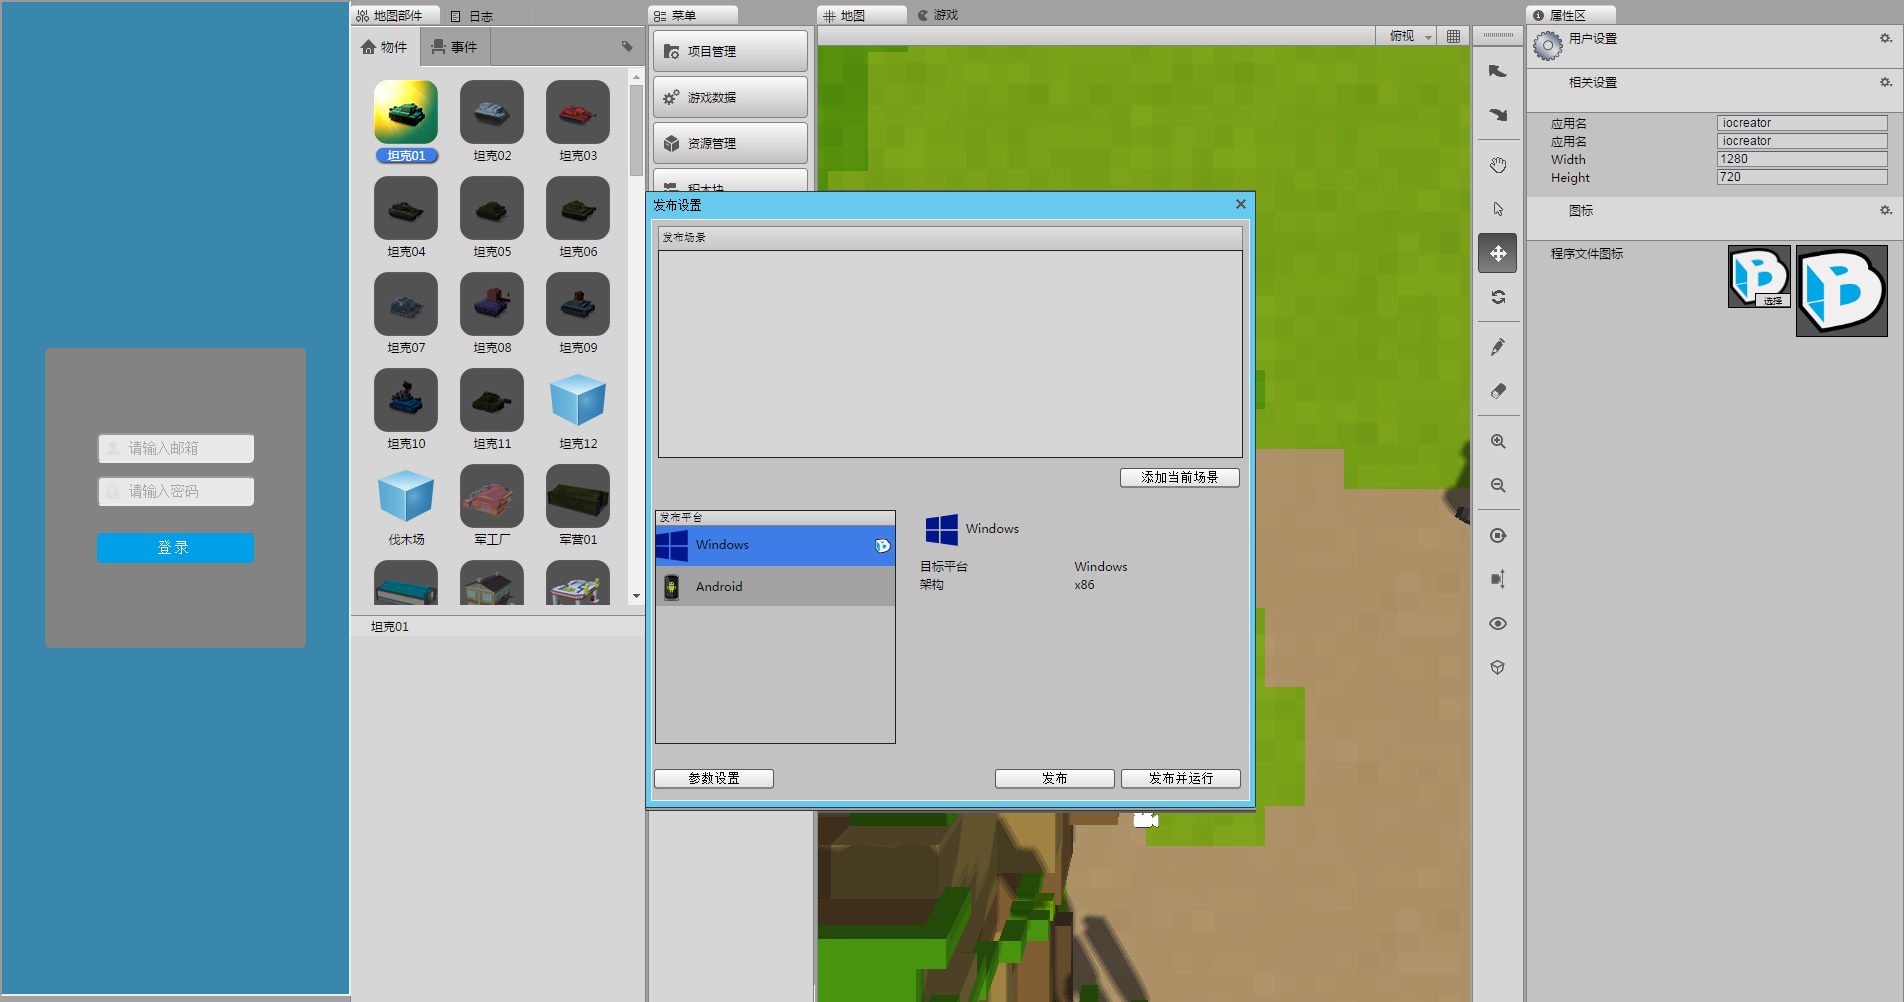 地图部件
日志
物件
事件
坦克01
坦克02
坦克03
坦克04
坦克05
坦克06
坦克07
坦克08
坦克09
坦克10
坦克11
坦克12
伐木场
军工厂
军营01
坦克01
请输入邮箱
请输入密码
登录
菜单
项目管理
游戏数据
资源管理
积木块
地图
游戏
俯视
发布设置
发布场景
添加当前场景
发布平台
Windows
Android
Windows
目标平台 Windows
架构 x86
参数设置
发布
发布并运行
属性区
用户设置
相关设置
应用名 iocreator
应用名 iocreator
Width 1280
Height 720
图标
程序文件图标
选择